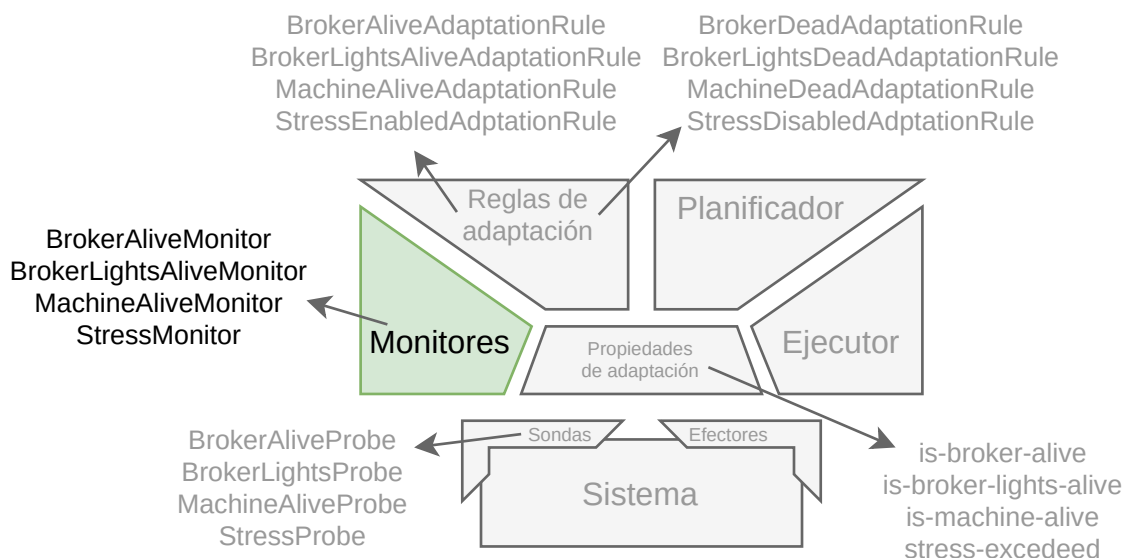 BrokerAliveAdaptationRule
BrokerLightsAliveAdaptationRule
MachineAliveAdaptationRule
StressEnabledAdptationRule
BrokerDeadAdaptationRule
BrokerLightsDeadAdaptationRule
MachineDeadAdaptationRule
StressDisabledAdptationRule
Reglas de
adaptación
Planificador
BrokerAliveMonitor
BrokerLightsAliveMonitor
MachineAliveMonitor
StressMonitor
Monitores
Propiedades
de adaptación
Ejecutor
BrokerAliveProbe
BrokerLightsProbe
MachineAliveProbe
StressProbe
Sondas
Efectores
Sistema
is-broker-alive
is-broker-lights-alive
is-machine-alive
stress-excedeed